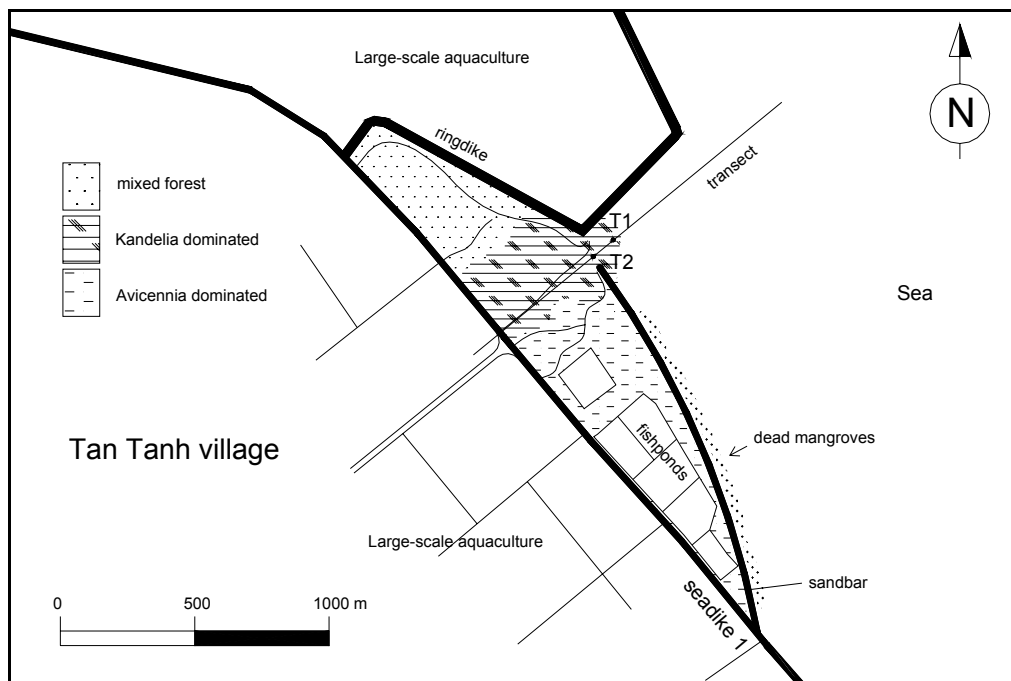 Large-scale aquaculture
N
ringdike
transect
mixed forest
T1
Kandelia dominated
T2
Avicennia dominated
Sea
Tan Tanh village
fishponds
dead mangroves
Large-scale aquaculture
sandbar
0 500 1000 m
seadike 1